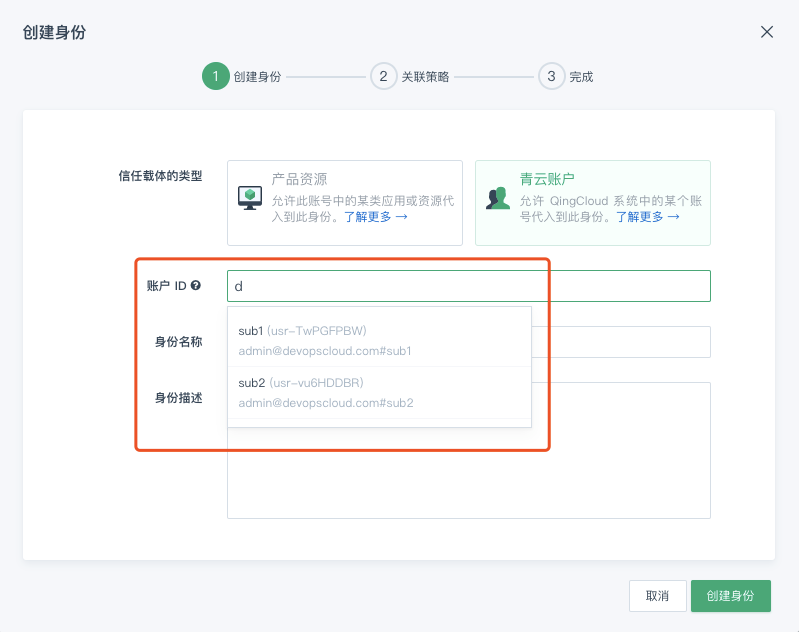 创建身份
1 创建身份 2 关联策略 3 完成
信任载体的类型
产品资源
允许此账号中的某类应用或资源代
入到此身份。了解更多 →
青云账户
允许 QingCloud 系统中的某个账
号代入到此身份。了解更多 →
账户 ID ?
d
sub1 (usr-TwPGFPBW)
admin@devopscloud.com#sub1
sub2 (usr-vu6HDDBR)
admin@devopscloud.com#sub2
身份名称
身份描述
取消
创建身份